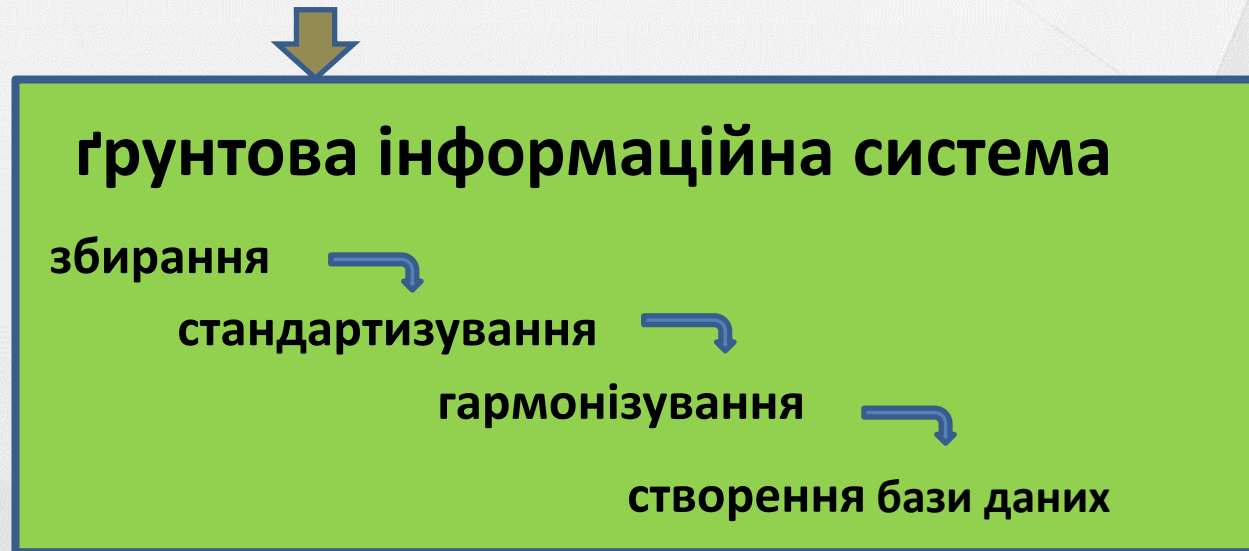 ґрунтова інформаційна система
збирання
стандартизування
гармонізування
створення бази даних